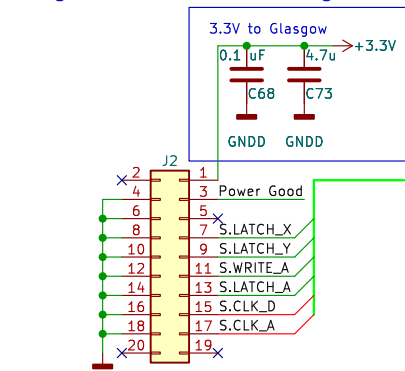 3.3V to Glasgow
0.1 uF
4.7u
+3.3V
C68
C73
GNDD
GNDD
J2
2 1
4 3 Power Good
6 5
8 7 S.LATCH_X
10 9 S.LATCH_Y
12 11 S.WRITE_A
14 13 S.LATCH_A
16 15 S.CLK_D
18 17 S.CLK_A
20 19